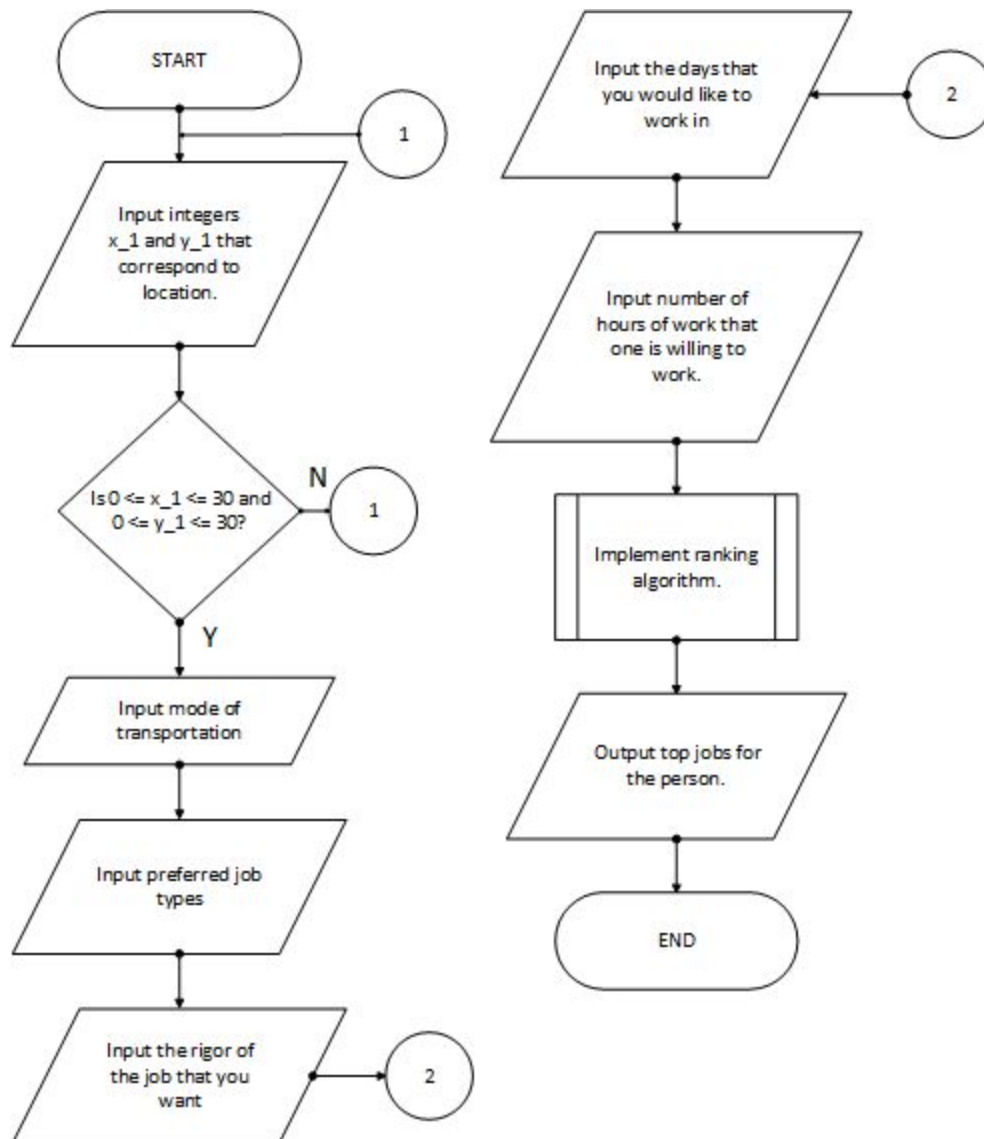 START
1
Input integers
x_1 and y_1 that
correspond to
location.
Is 0 <= x_1 <= 30 and
0 <= y_1 <= 30?
N
1
Y
Input mode of
transportation
Input preferred job
types
Input the rigor of
the job that you
want
2
Input the days that
you would like to
work in
2
Input number of
hours of work that
one is willing to
work.
Implement ranking
algorithm.
Output top jobs for
the person.
END